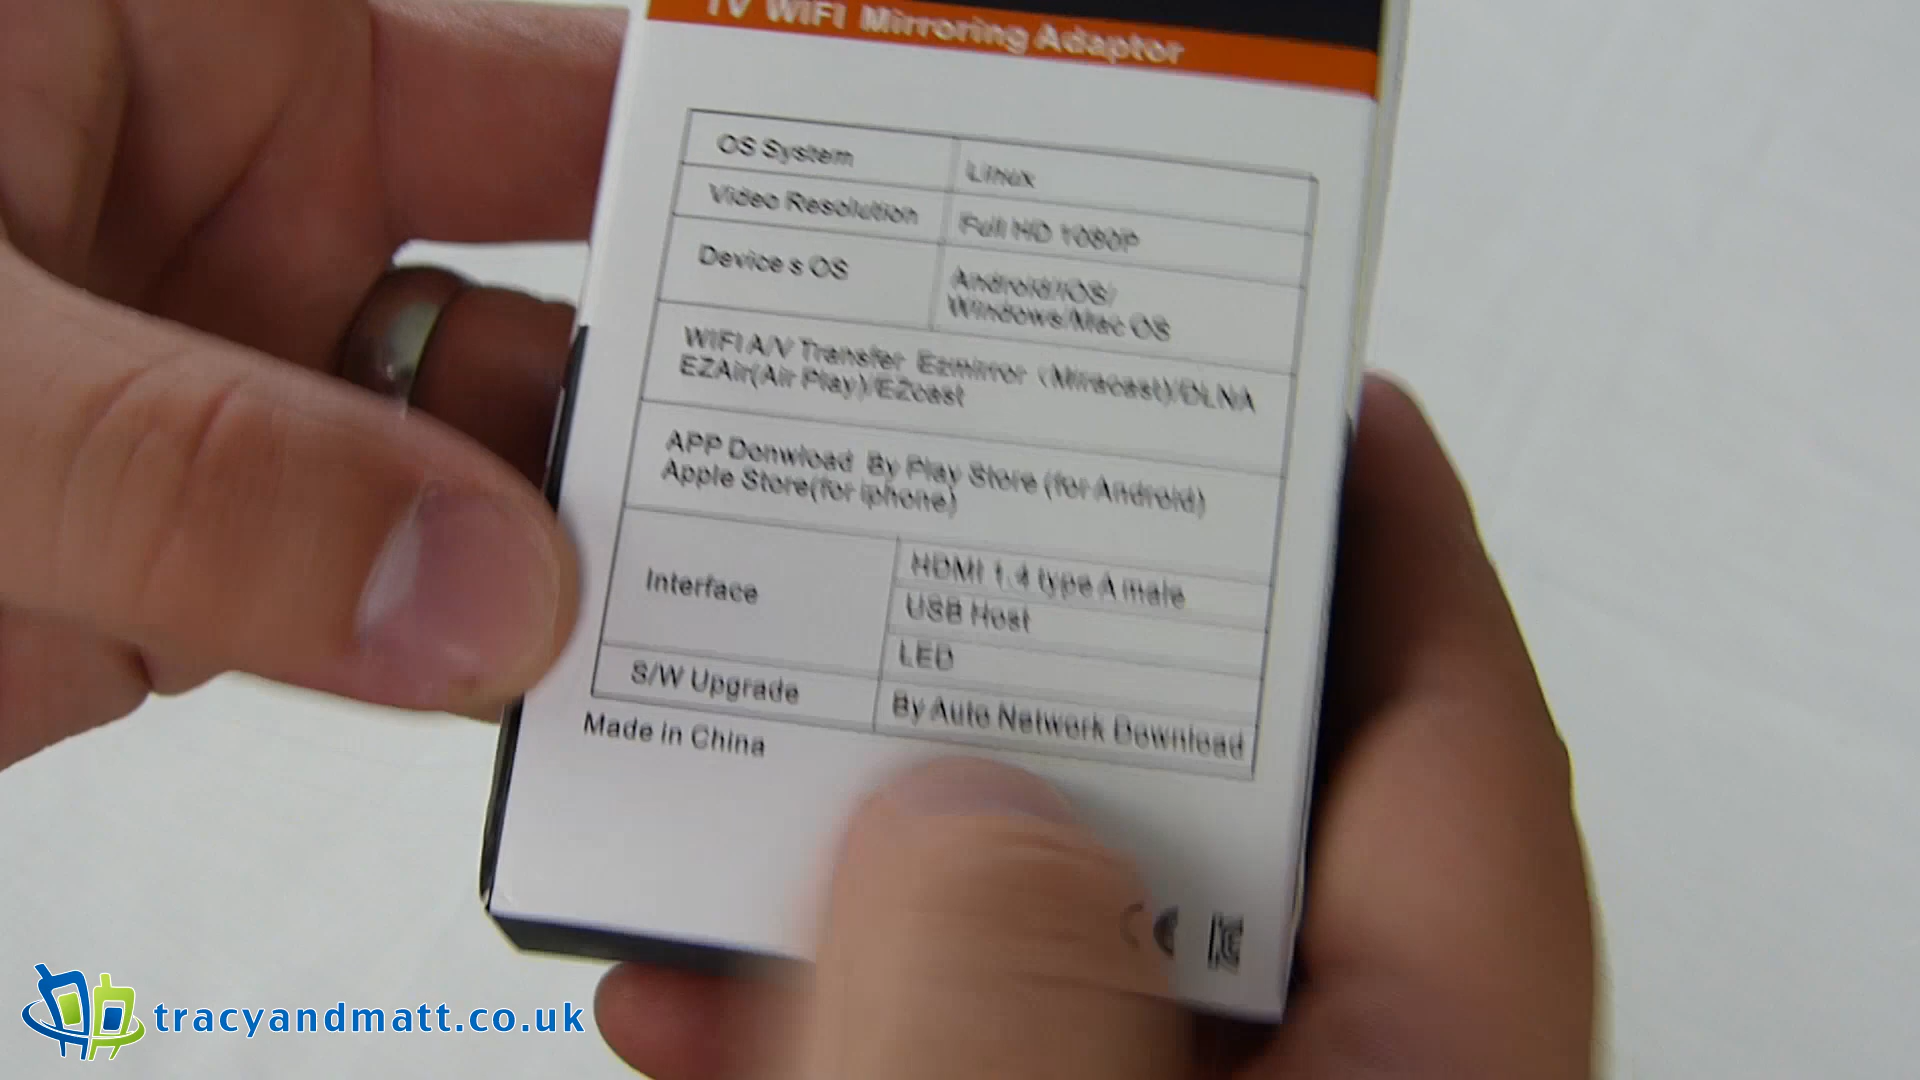 TV WIFI Mirroring Adaptor
OS System
Linux
Video Resolution
Full HD 1080P
Device s OS
Android/iOS/
Windows/Mac OS
WIFI A/V Transfer Ezmirror (Miracast)/DLNA
EZAir(Air Play)/EZcast
APP Donwload By Play Store (for Android)
Apple Store(for iphone)
Interface
HDMI 1.4 type A male
USB Host
LED
S/W Upgrade
By Auto Network Download
Made in China
tracyandmatt.co.uk